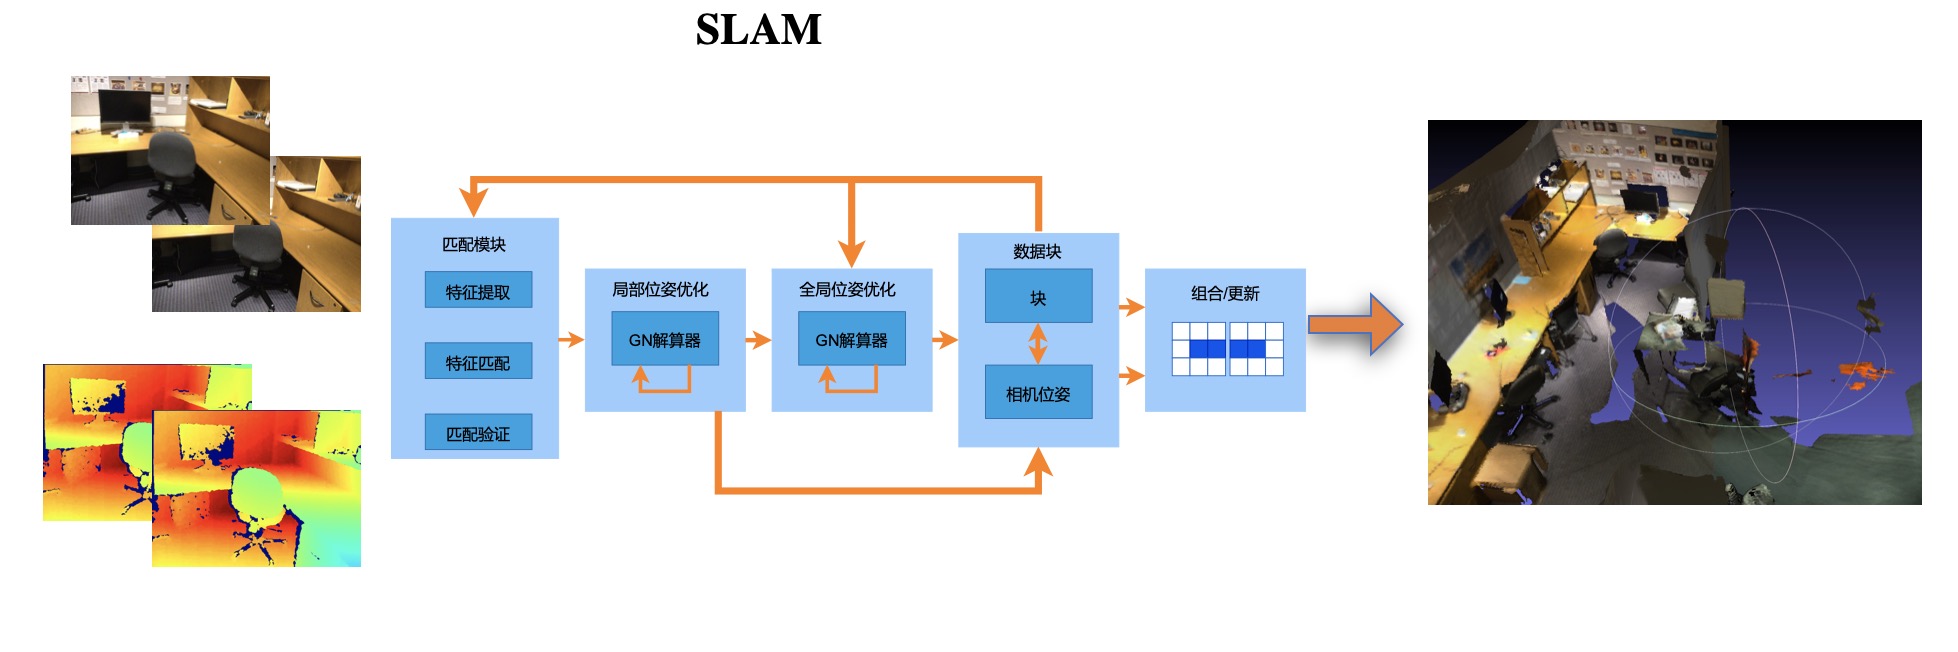 SLAM
匹配模块
特征提取
特征匹配
匹配验证
局部位姿优化
GN解算器
全局位姿优化
GN解算器
数据块
块
相机位姿
组合/更新